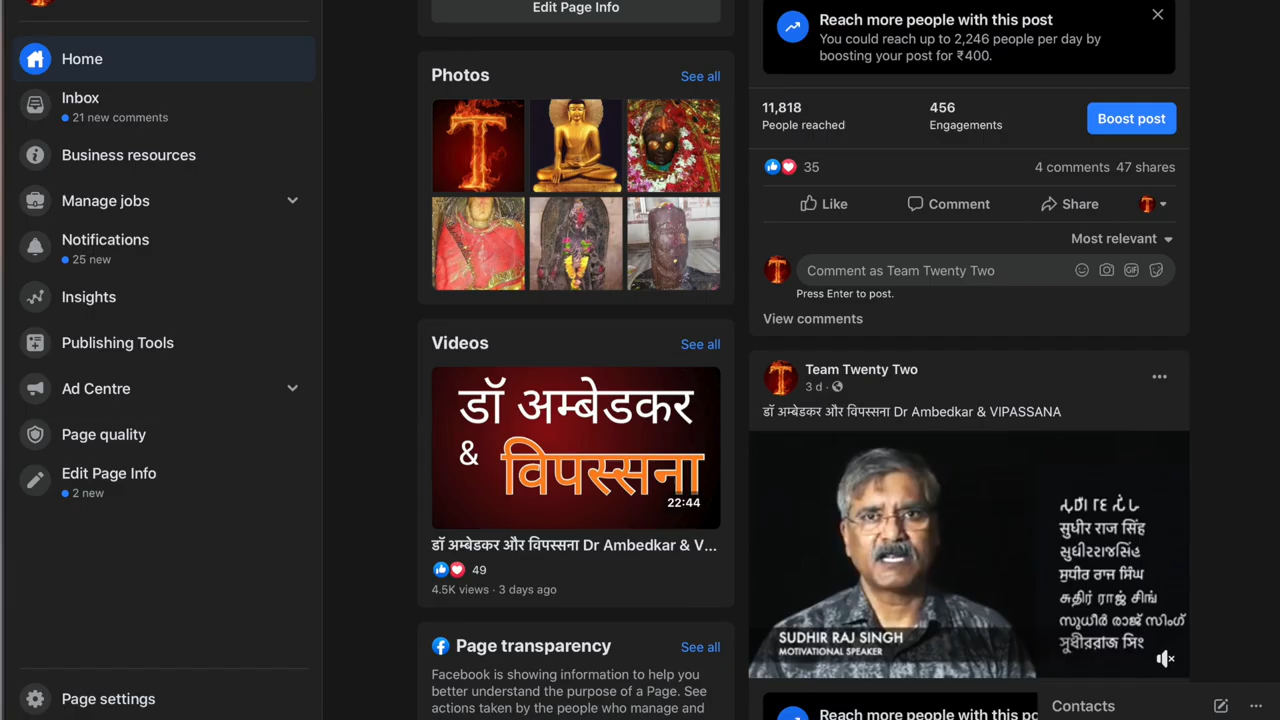 Home
Inbox
21 new comments
Business resources
Manage jobs
Notifications
25 new
Insights
Publishing Tools
Ad Centre
Page quality
Edit Page Info
2 new
Page settings
Edit Page Info
Photos
See all
Videos
See all
डॉ अम्बेडकर
&
विपस्सना
22:44
डॉ अम्बेडकर और विपस्सना Dr Ambedkar & V...
49
4.5K views · 3 days ago
Page transparency
See all
Facebook is showing information to help you
better understand the purpose of a Page. See
actions taken by the people who manage and
Reach more people with this post
You could reach up to 2,246 people per day by
boosting your post for ₹400.
11,818
People reached
456
Engagements
Boost post
35
4 comments 47 shares
Like
Comment
Share
Most relevant
Comment as Team Twenty Two
GIF
Press Enter to post.
View comments
Team Twenty Two
3 d ·
डॉ अम्बेडकर और विपस्सना Dr Ambedkar & VIPASSANA
सुधीर राज सिंह
સુધીરરાજસિંહ
ਸੁਧੀਰ ਰਾਜ ਸਿੰਘ
சுதிர் ராஜ் சிங்
സുധീർ രാജ് സിംഗ്
SUDHIR RAJ SINGH
MOTIVATIONAL SPEAKER
Reach more people with this po
Contacts